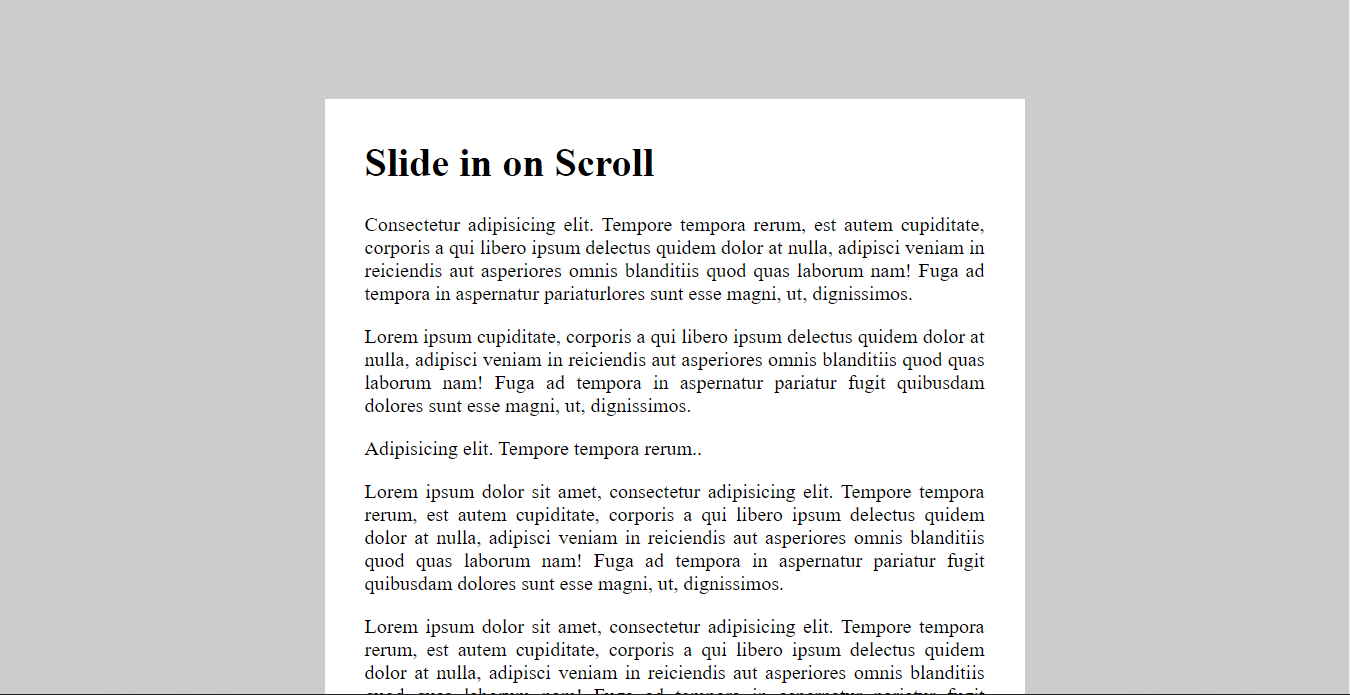 Slide in on Scroll
Consectetur adipisicing elit. Tempore tempora rerum, est autem cupiditate,
corporis a qui libero ipsum delectus quidem dolor at nulla, adipisci veniam in
reiciendis aut asperiores omnis blanditiis quod quas laborum nam! Fuga ad
tempora in aspernatur pariaturlores sunt esse magni, ut, dignissimos.
Lorem ipsum cupiditate, corporis a qui libero ipsum delectus quidem dolor at
nulla, adipisci veniam in reiciendis aut asperiores omnis blanditiis quod quas
laborum nam! Fuga ad tempora in aspernatur pariatur fugit quibusdam
dolores sunt esse magni, ut, dignissimos.
Adipisicing elit. Tempore tempora rerum..
Lorem ipsum dolor sit amet, consectetur adipisicing elit. Tempore tempora
rerum, est autem cupiditate, corporis a qui libero ipsum delectus quidem
dolor at nulla, adipisci veniam in reiciendis aut asperiores omnis blanditiis
quod quas laborum nam! Fuga ad tempora in aspernatur pariatur fugit
quibusdam dolores sunt esse magni, ut, dignissimos.
Lorem ipsum dolor sit amet, consectetur adipisicing elit. Tempore tempora
rerum, est autem cupiditate, corporis a qui libero ipsum delectus quidem
dolor at nulla, adipisci veniam in reiciendis aut asperiores omnis blanditiis